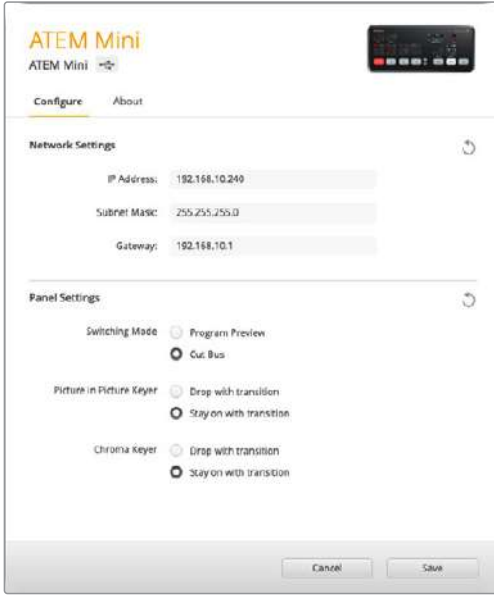 ATEM Mini
ATEM Mini
Configure About
Network Settings
IP Address: 192.168.10.240
Subnet Mask: 255.255.255.0
Gateway: 192.168.10.1
Panel Settings
Switching Mode Program Preview
Cut Bus
Picture in Picture Keyer Drop with transition
Stay on with transition
Chroma Keyer Drop with transition
Stay on with transition
Cancel Save